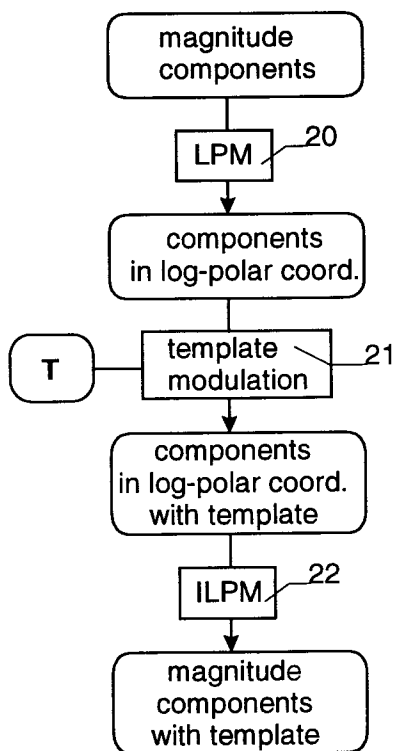 magnitude
components
LPM
20
components
in log-polar coord.
T
template
modulation
21
components
in log-polar coord.
with template
ILPM
22
magnitude
components
with template